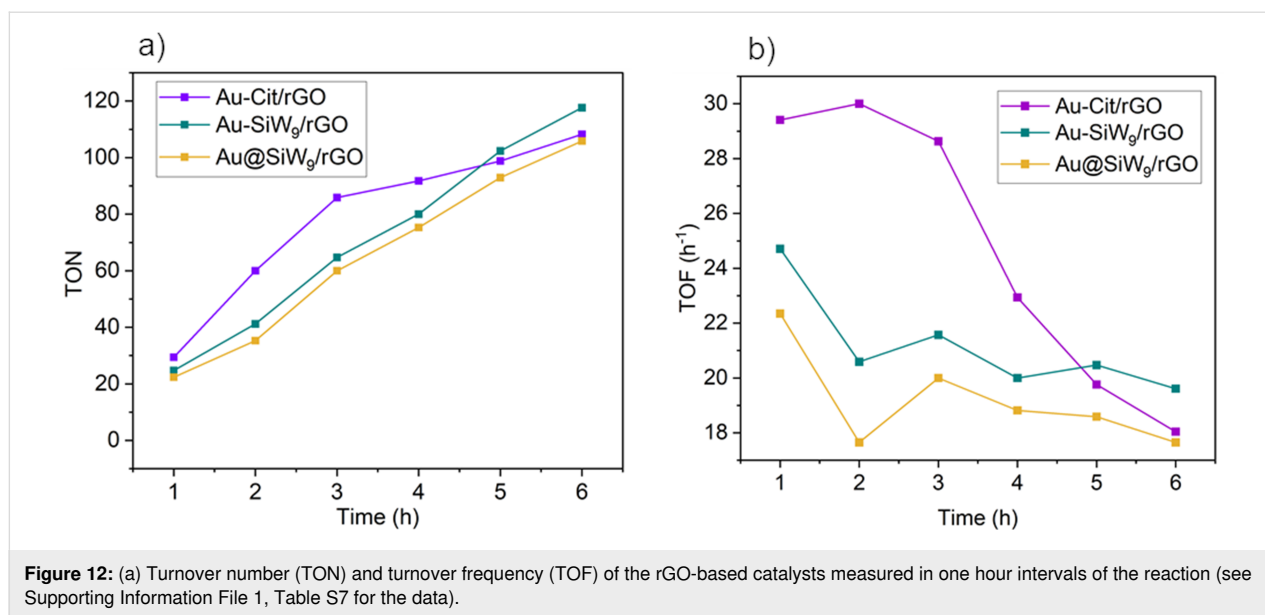 a)
Au-Cit/rGO
Au-SiW₉/rGO
Au@SiW₉/rGO
120
100
80
60
40
20
0
TON
1 2 3 4 5 6
Time (h)
b)
Au-Cit/rGO
Au-SiW₉/rGO
Au@SiW₉/rGO
30
28
26
24
22
20
18
TOF (h⁻¹)
1 2 3 4 5 6
Time (h)
Figure 12: (a) Turnover number (TON) and turnover frequency (TOF) of the rGO-based catalysts measured in one hour intervals of the reaction (see
Supporting Information File 1, Table S7 for the data).